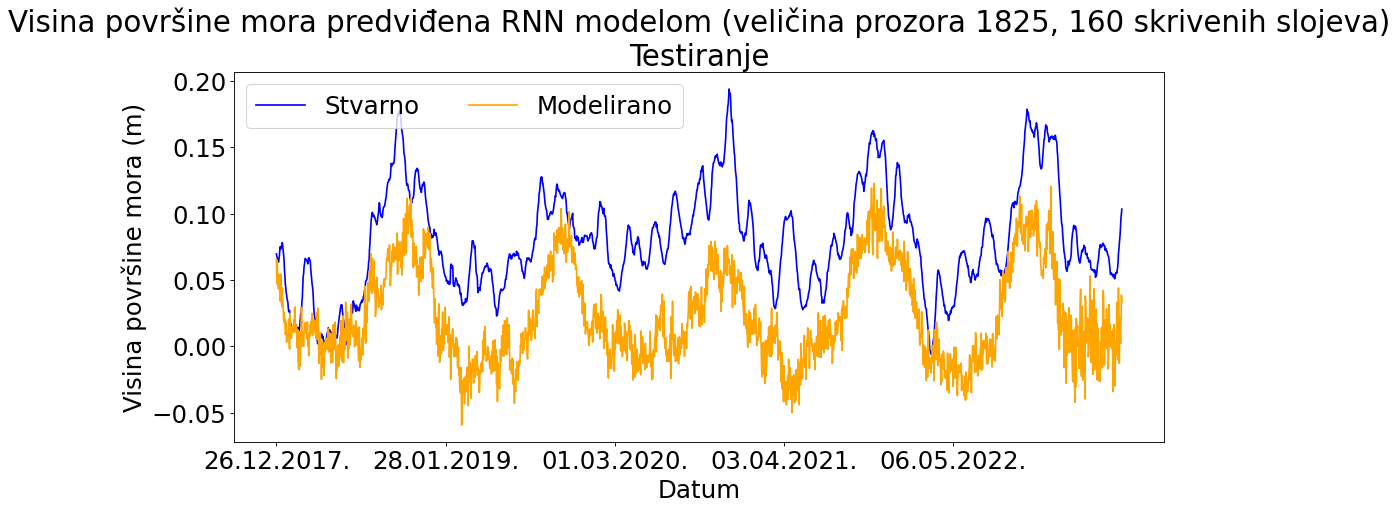 Visina površine mora predviđena RNN modelom (veličina prozora 1825, 160 skrivenih slojeva)
Testiranje
Stvarno
Modelirano
Visina površine mora (m)
0.20
0.15
0.10
0.05
0.00
−0.05
26.12.2017.
28.01.2019.
01.03.2020.
03.04.2021.
06.05.2022.
Datum